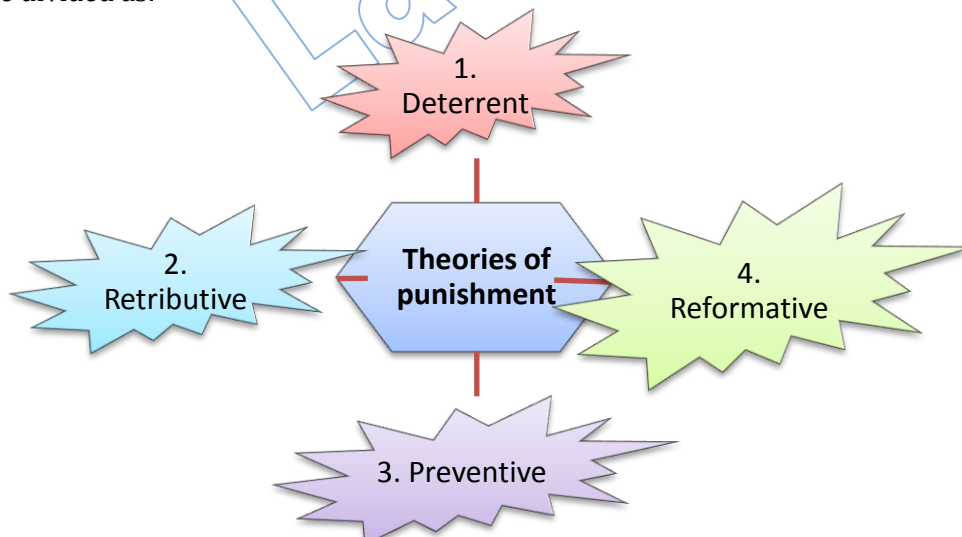 1.
Deterrent
2.
Retributive
Theories of
punishment
4.
Reformative
3. Preventive